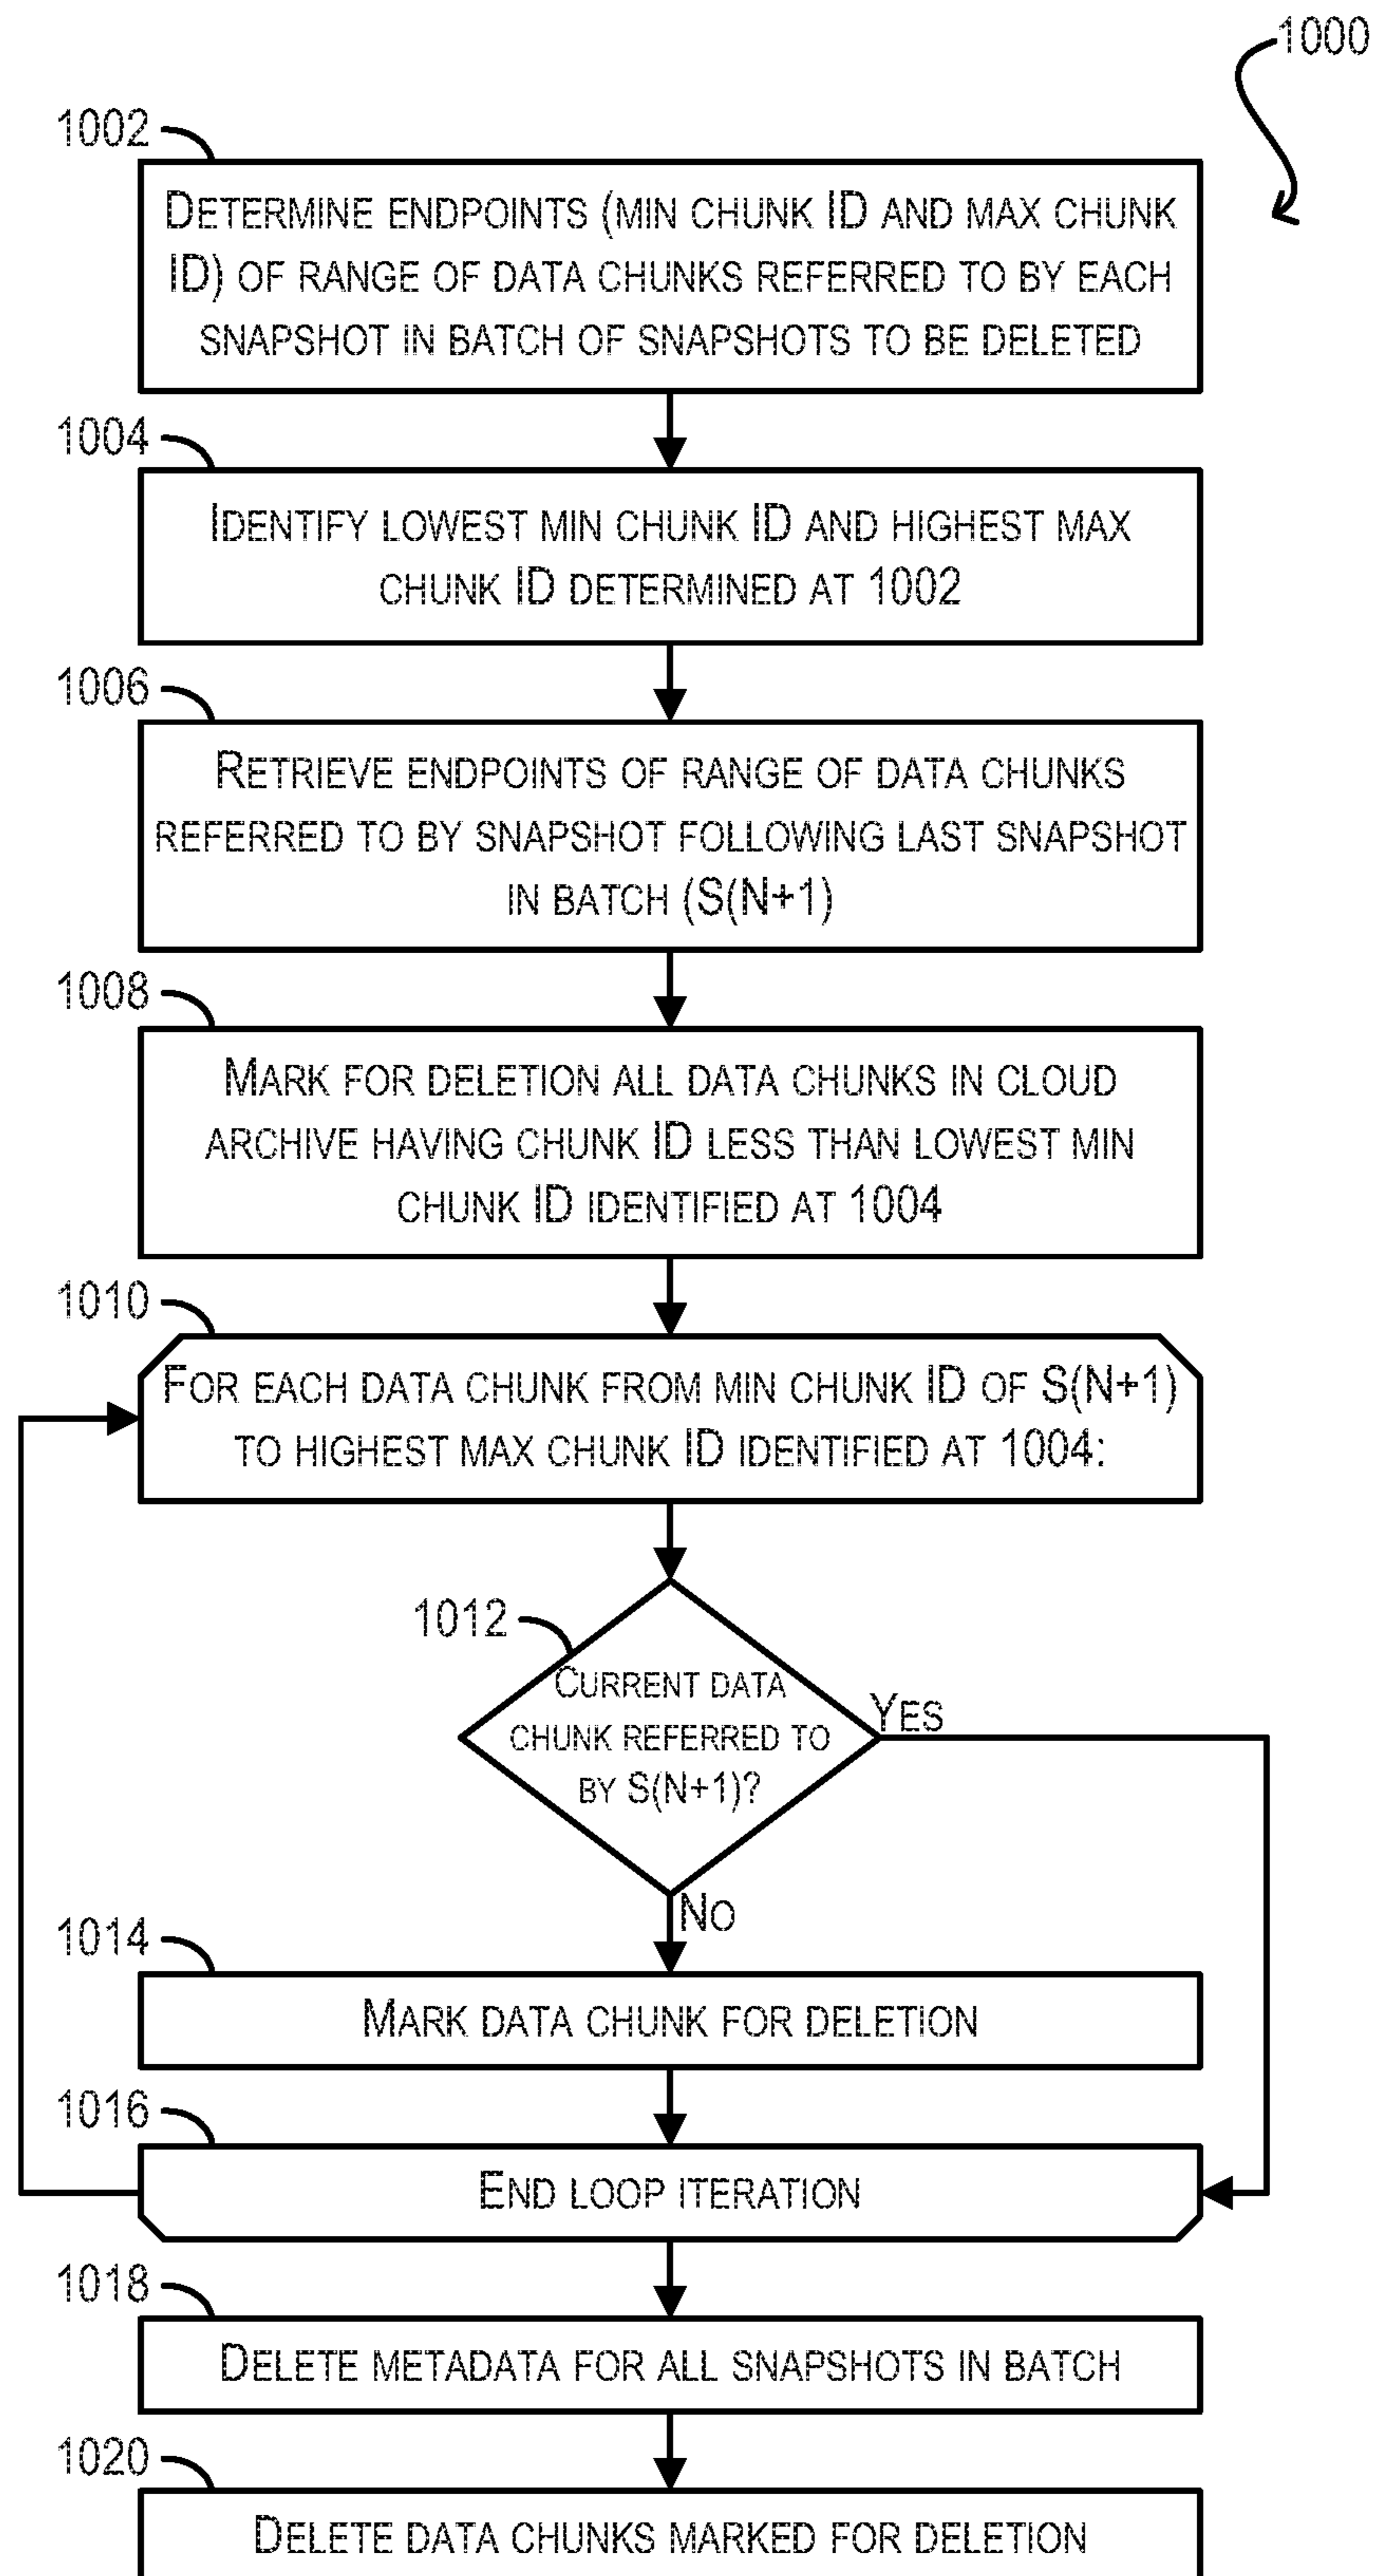 1000
1002
DETERMINE ENDPOINTS (MIN CHUNK ID AND MAX CHUNK
ID) OF RANGE OF DATA CHUNKS REFERRED TO BY EACH
SNAPSHOT IN BATCH OF SNAPSHOTS TO BE DELETED
1004
IDENTIFY LOWEST MIN CHUNK ID AND HIGHEST MAX
CHUNK ID DETERMINED AT 1002
1006
RETRIEVE ENDPOINTS OF RANGE OF DATA CHUNKS
REFERRED TO BY SNAPSHOT FOLLOWING LAST SNAPSHOT
IN BATCH (S(N+1)
1008
MARK FOR DELETION ALL DATA CHUNKS IN CLOUD
ARCHIVE HAVING CHUNK ID LESS THAN LOWEST MIN
CHUNK ID IDENTIFIED AT 1004
1010
FOR EACH DATA CHUNK FROM MIN CHUNK ID OF S(N+1)
TO HIGHEST MAX CHUNK ID IDENTIFIED AT 1004:
1012
CURRENT DATA
CHUNK REFERRED TO
BY S(N+1)?
YES
NO
1014
MARK DATA CHUNK FOR DELETION
1016
END LOOP ITERATION
1018
DELETE METADATA FOR ALL SNAPSHOTS IN BATCH
1020
DELETE DATA CHUNKS MARKED FOR DELETION